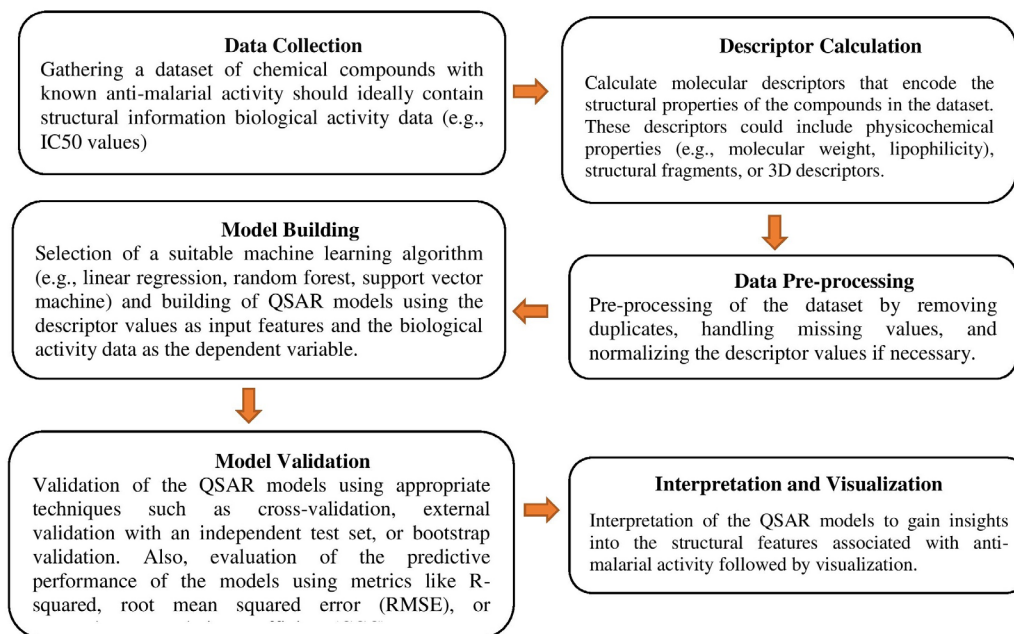 Data Collection
Gathering a dataset of chemical compounds with
known anti-malarial activity should ideally contain
structural information biological activity data (e.g.,
IC50 values)
Descriptor Calculation
Calculate molecular descriptors that encode the
structural properties of the compounds in the dataset.
These descriptors could include physicochemical
properties (e.g., molecular weight, lipophilicity),
structural fragments, or 3D descriptors.
Data Pre-processing
Pre-processing of the dataset by removing
duplicates, handling missing values, and
normalizing the descriptor values if necessary.
Model Building
Selection of a suitable machine learning algorithm
(e.g., linear regression, random forest, support vector
machine) and building of QSAR models using the
descriptor values as input features and the biological
activity data as the dependent variable.
Model Validation
Validation of the QSAR models using appropriate
techniques such as cross-validation, external
validation with an independent test set, or bootstrap
validation. Also, evaluation of the predictive
performance of the models using metrics like R-
squared, root mean squared error (RMSE), or
Interpretation and Visualization
Interpretation of the QSAR models to gain insights
into the structural features associated with anti-
malarial activity followed by visualization.